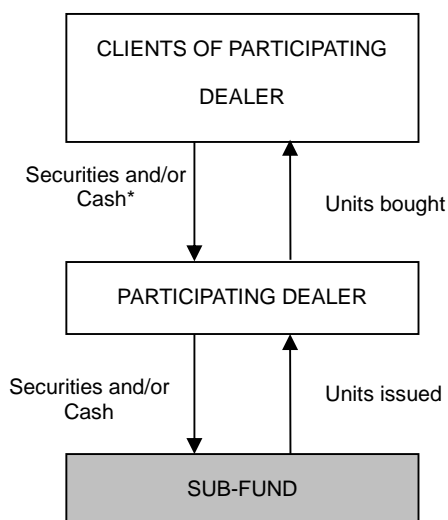 CLIENTS OF PARTICIPATING
DEALER
Securities and/or
Cash*
Units bought
PARTICIPATING DEALER
Securities and/or
Cash
Units issued
SUB-FUND